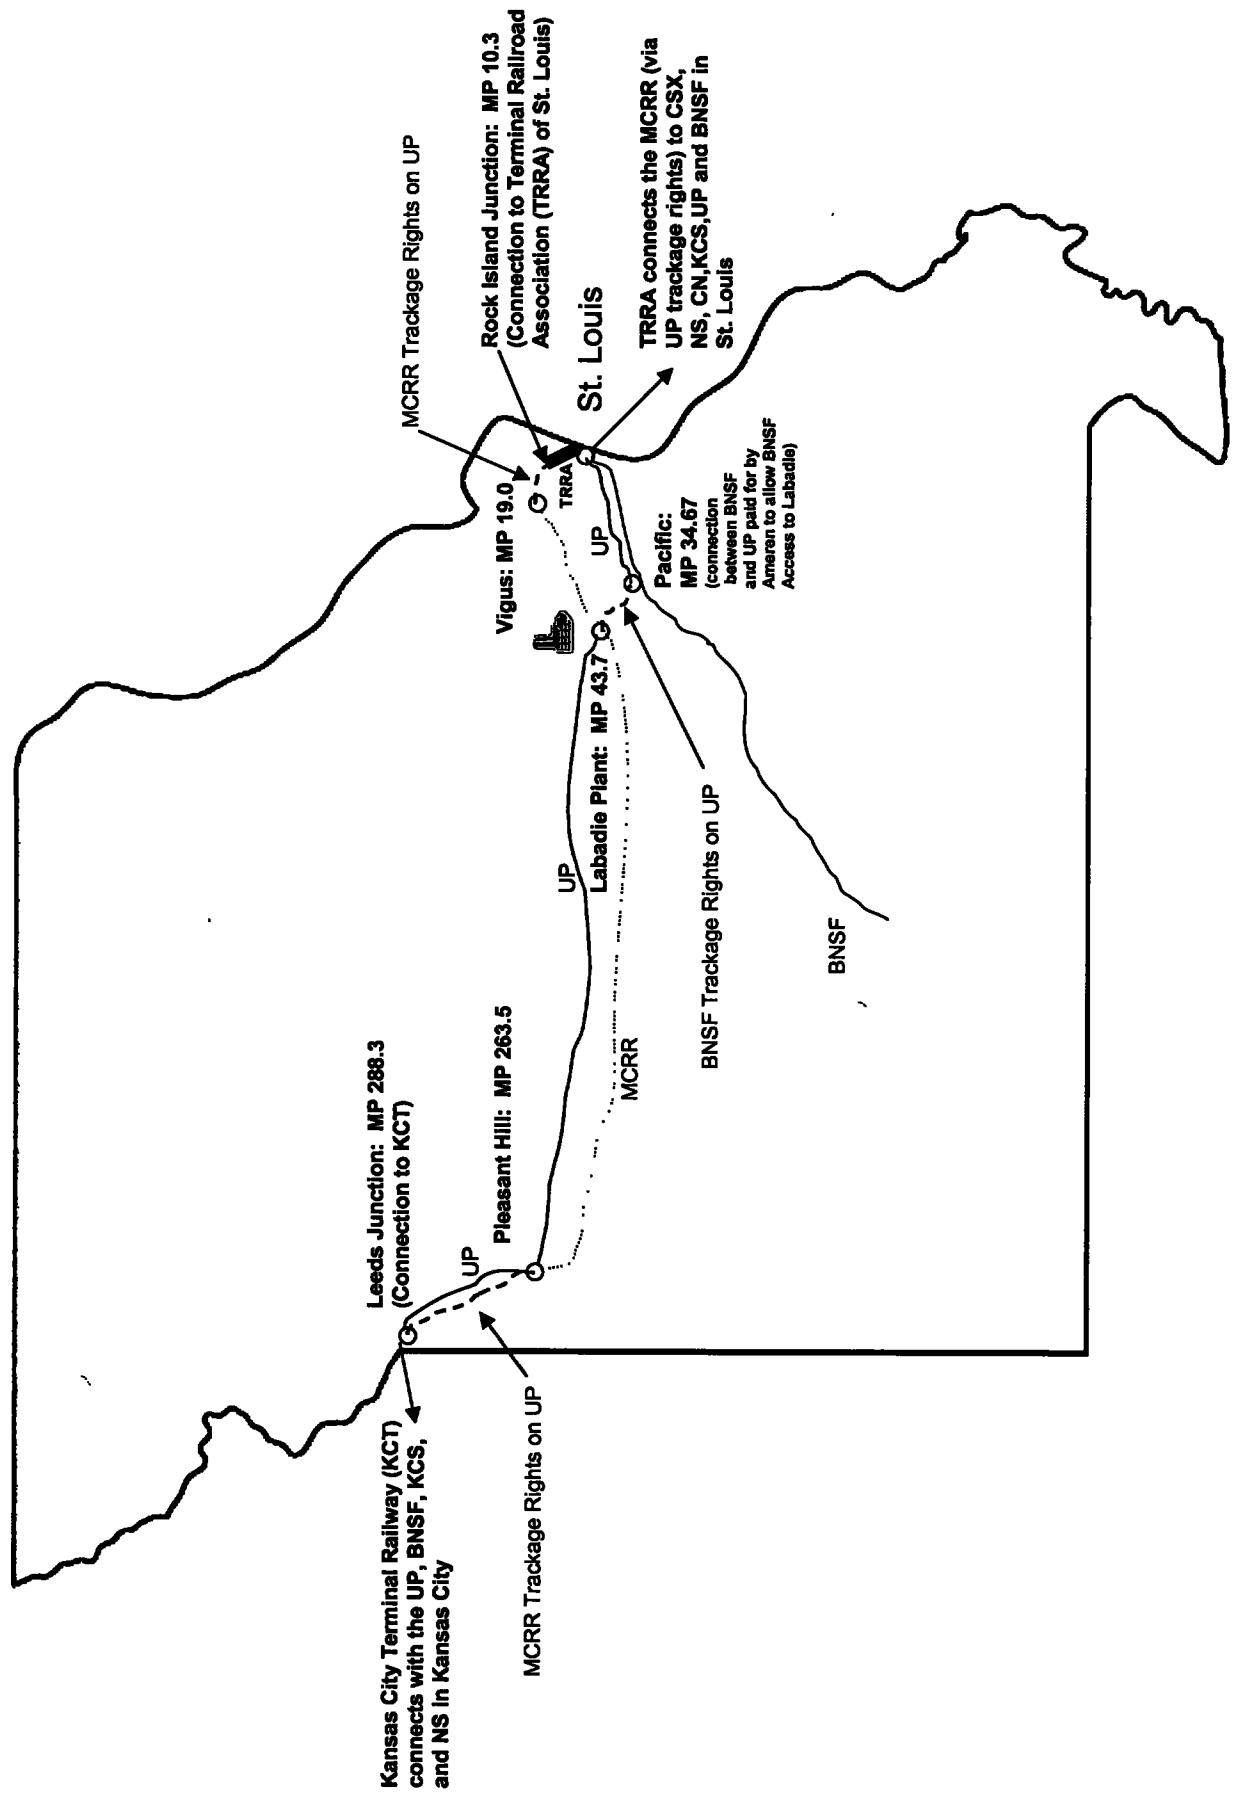 Kansas City Terminal Railway (KCT)
connects with the UP, BNSF, KCS,
and NS in Kansas City
MCRR Trackage Rights on UP
Leeds Junction: MP 288.3
(Connection to KCT)
UP
Pleasant Hill: MP 263.5
MCRR
UP
Labadie Plant: MP 43.7
BNSF Trackage Rights on UP
BNSF
Vigus: MP 19.0
TRRA
UP
Pacific:
MP 34.67
(connection
between BNSF
and UP paid for by
Ameren to allow BNSF
Access to Labadie)
MCRR Trackage Rights on UP
Rock Island Junction: MP 10.3
(Connection to Terminal Railroad
Association (TRRA) of St. Louis)
St. Louis
TRRA connects the MCRR (via
UP trackage rights) to CSX,
NS, CN,KCS,UP and BNSF in
St. Louis